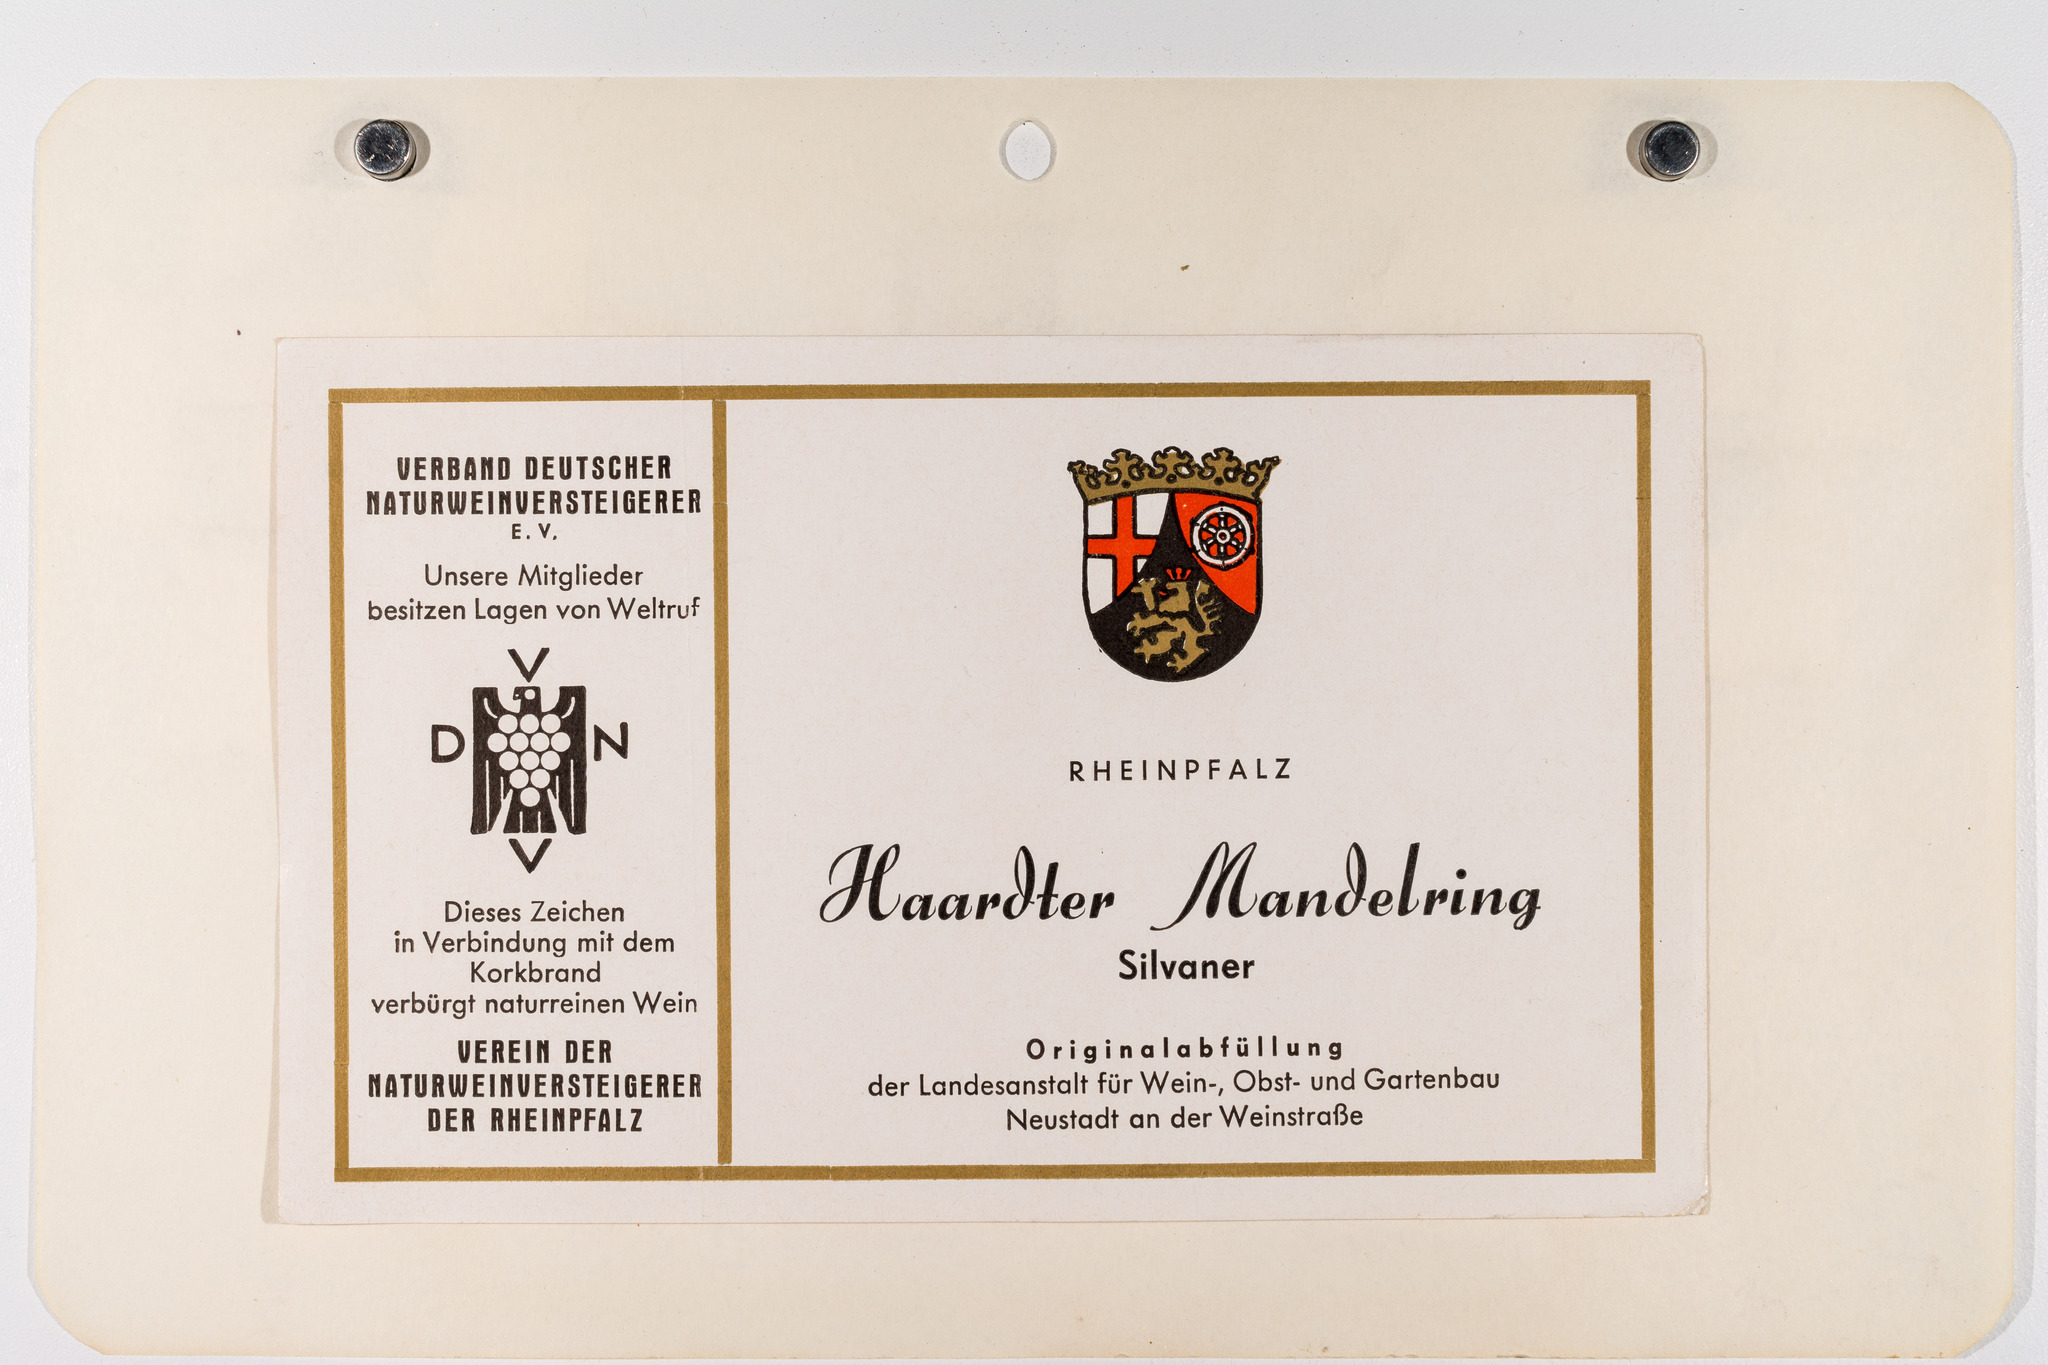 VERBAND DEUTSCHER
NATURWEINVERSTEIGERER
E. V.
Unsere Mitglieder
besitzen Lagen von Weltruf
V
D N
V
Dieses Zeichen
in Verbindung mit dem
Korkbrand
verbürgt naturreinen Wein
VEREIN DER
NATURWEINVERSTEIGERER
DER RHEINPFALZ
RHEINPFALZ
Haardter Mandelring
Silvaner
Originalabfüllung
der Landesanstalt für Wein-, Obst- und Gartenbau
Neustadt an der Weinstraße